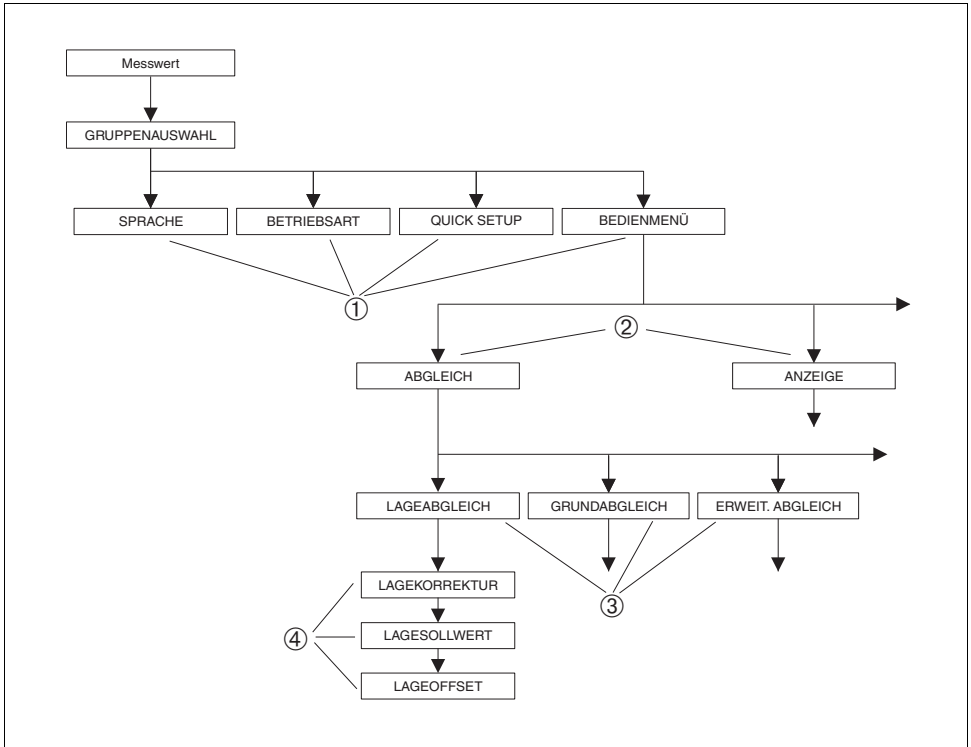 Messwert
GRUPPENAUSWAHL
SPRACHE
BETRIEBSART
QUICK SETUP
BEDIENMENÜ
①
②
ABGLEICH
ANZEIGE
LAGEABGLEICH
GRUNDABGLEICH
ERWEIT. ABGLEICH
LAGEKORREKTUR
③
④
LAGESOLLWERT
LAGEOFFSET